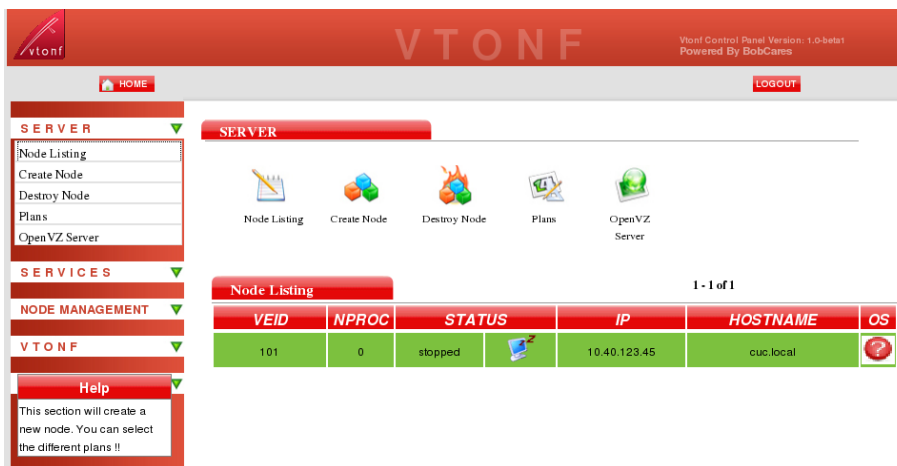 vtonf
VTONF
Vtonf Control Panel Version: 1.0-beta1
Powered By BobCares
HOME
LOGOUT
SERVER
Node Listing
Create Node
Destroy Node
Plans
OpenVZ Server
SERVICES
NODE MANAGEMENT
VTONF
Help
This section will create a
new node. You can select
the different plans !!
SERVER
Node Listing
Create Node
Destroy Node
Plans
OpenVZ
Server
Node Listing
1 - 1 of 1
VEID NPROC STATUS IP HOSTNAME OS
101 0 stopped 10.40.123.45 cuc.local